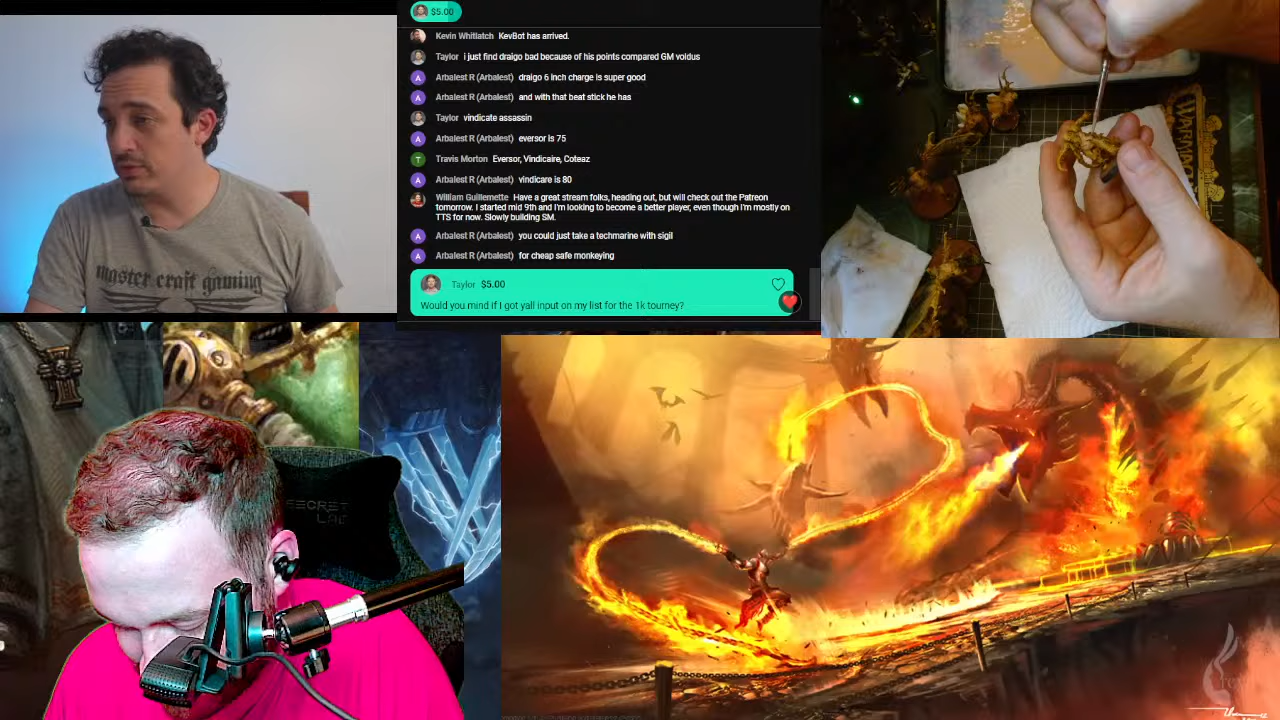 $5.00
Kevin Whitlatch KevBot has arrived.
Taylor i just find draigo bad because of his points compared GM voldus
A Arbalest R (Arbalest) draigo 6 inch charge is super good
A Arbalest R (Arbalest) and with that beat stick he has
Taylor vindicate assassin
A Arbalest R (Arbalest) eversor is 75
T Travis Morton Eversor, Vindicaire, Coteaz
A Arbalest R (Arbalest) vindicare is 80
William Guillemette Have a great stream folks, heading out, but will check out the Patreon
tomorrow. I started mid 9th and I'm looking to become a better player, even though I'm mostly on
TTS for now. Slowly building SM.
A Arbalest R (Arbalest) you could just take a techmarine with sigil
A Arbalest R (Arbalest) for cheap safe monkeying
Taylor $5.00
Would you mind if I got yall input on my list for the 1k tourney?
master craft gaming
SECRET
LAB